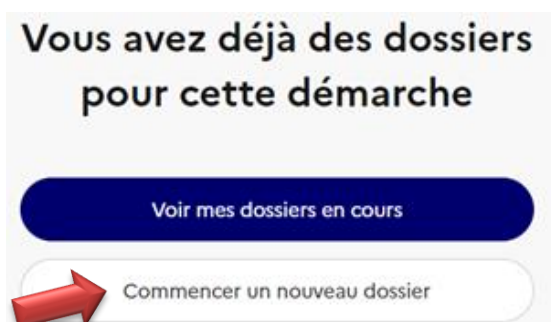 Vous avez déjà des dossiers
pour cette démarche
Voir mes dossiers en cours
Commencer un nouveau dossier